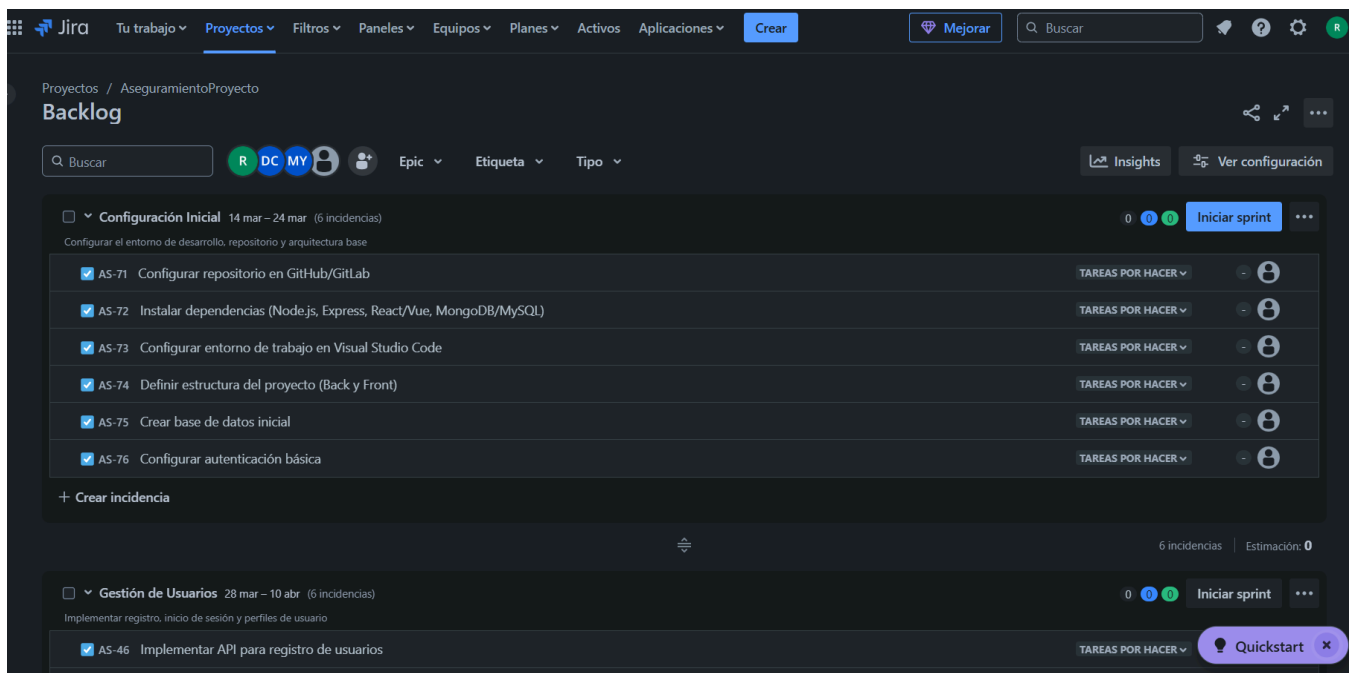 Jira Tu trabajo Proyectos Filtros Paneles Equipos Planes Activos Aplicaciones Crear Mejorar Buscar R
Proyectos / AseguramientoProyecto
Backlog
Buscar R DC MY Epic Etiqueta Tipo Insights Ver configuración
Configuración Inicial 14 mar – 24 mar (6 incidencias) 0 0 0 Iniciar sprint
Configurar el entorno de desarrollo, repositorio y arquitectura base
AS-71 Configurar repositorio en GitHub/GitLab TAREAS POR HACER -
AS-72 Instalar dependencias (Node.js, Express, React/Vue, MongoDB/MySQL) TAREAS POR HACER -
AS-73 Configurar entorno de trabajo en Visual Studio Code TAREAS POR HACER -
AS-74 Definir estructura del proyecto (Back y Front) TAREAS POR HACER -
AS-75 Crear base de datos inicial TAREAS POR HACER -
AS-76 Configurar autenticación básica TAREAS POR HACER -
+ Crear incidencia
6 incidencias Estimación: 0
Gestión de Usuarios 28 mar – 10 abr (6 incidencias) 0 0 0 Iniciar sprint
Implementar registro, inicio de sesión y perfiles de usuario
AS-46 Implementar API para registro de usuarios TAREAS POR HACER
Quickstart